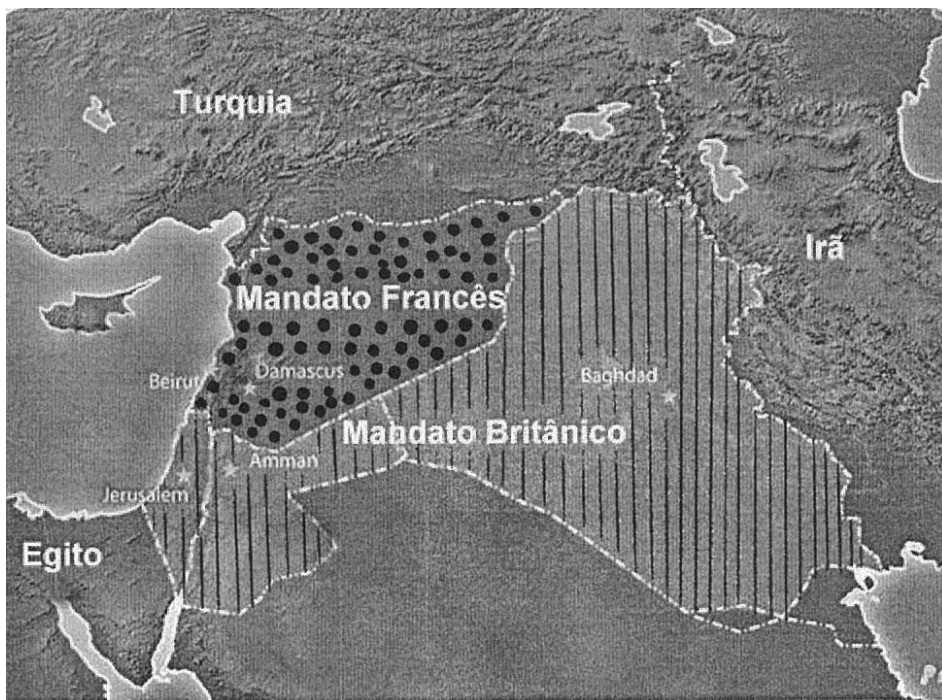 Turquia
Irã
Mandato Francês
Beirut
Damascus
Baghdad
Mandato Britânico
Amman
Jerusalem
Egito